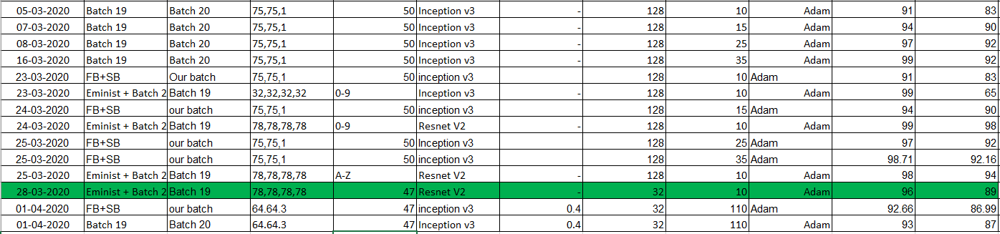 05-03-2020 Batch 19 Batch 20 75,75,1 50 Inception v3 - 128 10 Adam 91 83
07-03-2020 Batch 19 Batch 20 75,75,1 50 Inception v3 - 128 15 Adam 94 90
08-03-2020 Batch 19 Batch 20 75,75,1 50 Inception v3 - 128 25 Adam 97 92
16-03-2020 Batch 19 Batch 20 75,75,1 50 Inception v3 - 128 35 Adam 99 92
23-03-2020 FB+SB Our batch 75,75,1 50 inception v3 128 10 Adam 91 83
23-03-2020 Eminist + Batch 2 Batch 19 32,32,32,32 0-9 Inception v3 - 128 10 Adam 99 65
24-03-2020 FB+SB our batch 75,75,1 50 inception v3 128 15 Adam 94 90
24-03-2020 Eminist + Batch 2 Batch 19 78,78,78,78 0-9 Resnet V2 - 128 10 Adam 99 98
25-03-2020 FB+SB our batch 75,75,1 50 Inception v3 128 25 Adam 97 92
25-03-2020 FB+SB our batch 75,75,1 50 inception v3 128 35 Adam 98.71 92.16
25-03-2020 Eminist + Batch 2 Batch 19 78,78,78,78 A-Z Resnet V2 - 128 10 Adam 98 94
28-03-2020 Eminist + Batch 2 Batch 19 78,78,78,78 47 Resnet V2 - 32 10 Adam 96 89
01-04-2020 FB+SB our batch 64.64.3 47 inception v3 0.4 32 110 Adam 92.66 86.99
01-04-2020 Batch 19 Batch 20 64.64.3 47 Inception v3 0.4 32 110 Adam 93 87